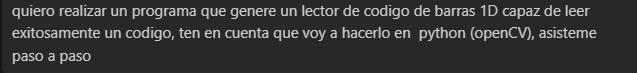 quiero realizar un programa que genere un lector de codigo de barras 1D capaz de leer
exitosamente un codigo, ten en cuenta que voy a hacerlo en  python (openCV), asisteme
paso a paso